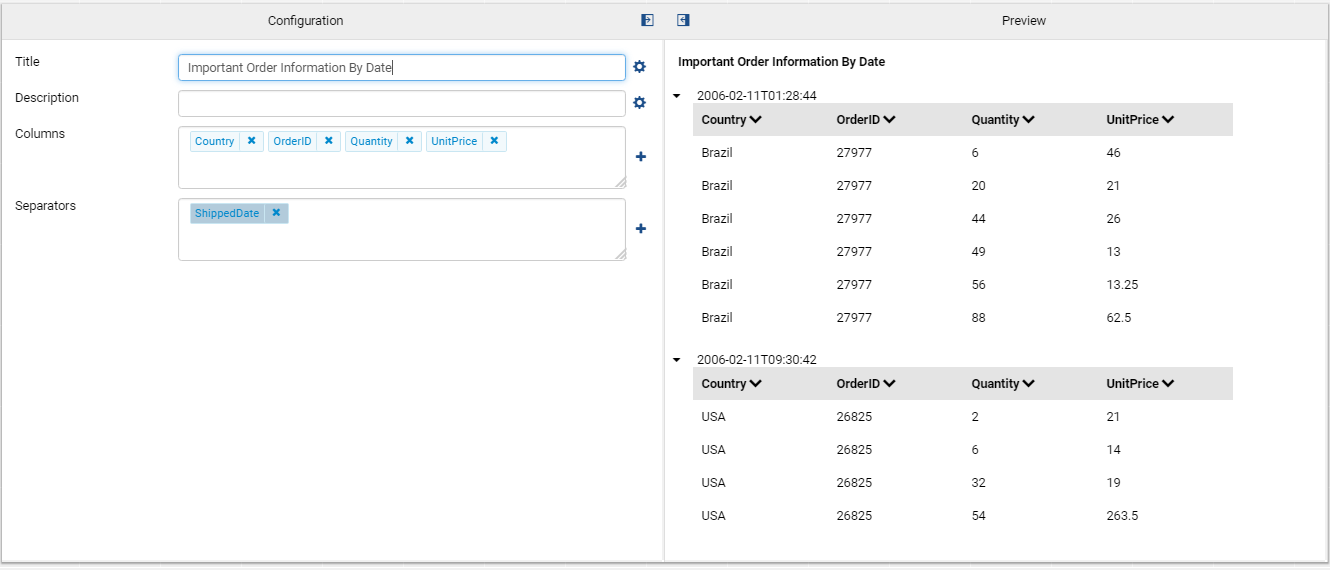 Configuration
Title
Important Order Information By Date
Description
Columns
Country OrderID Quantity UnitPrice
Separators
ShippedDate
Preview
Important Order Information By Date
2006-02-11T01:28:44
Country OrderID Quantity UnitPrice
Brazil 27977 6 46
Brazil 27977 20 21
Brazil 27977 44 26
Brazil 27977 49 13
Brazil 27977 56 13.25
Brazil 27977 88 62.5
2006-02-11T09:30:42
Country OrderID Quantity UnitPrice
USA 26825 2 21
USA 26825 6 14
USA 26825 32 19
USA 26825 54 263.5